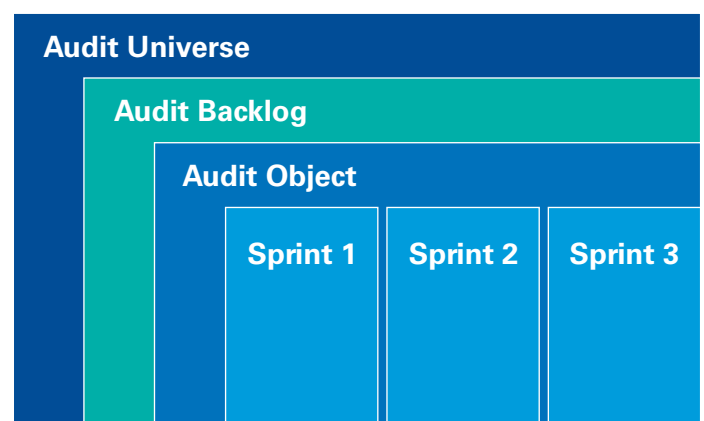 Audit Universe
Audit Backlog
Audit Object
Sprint 1
Sprint 2
Sprint 3